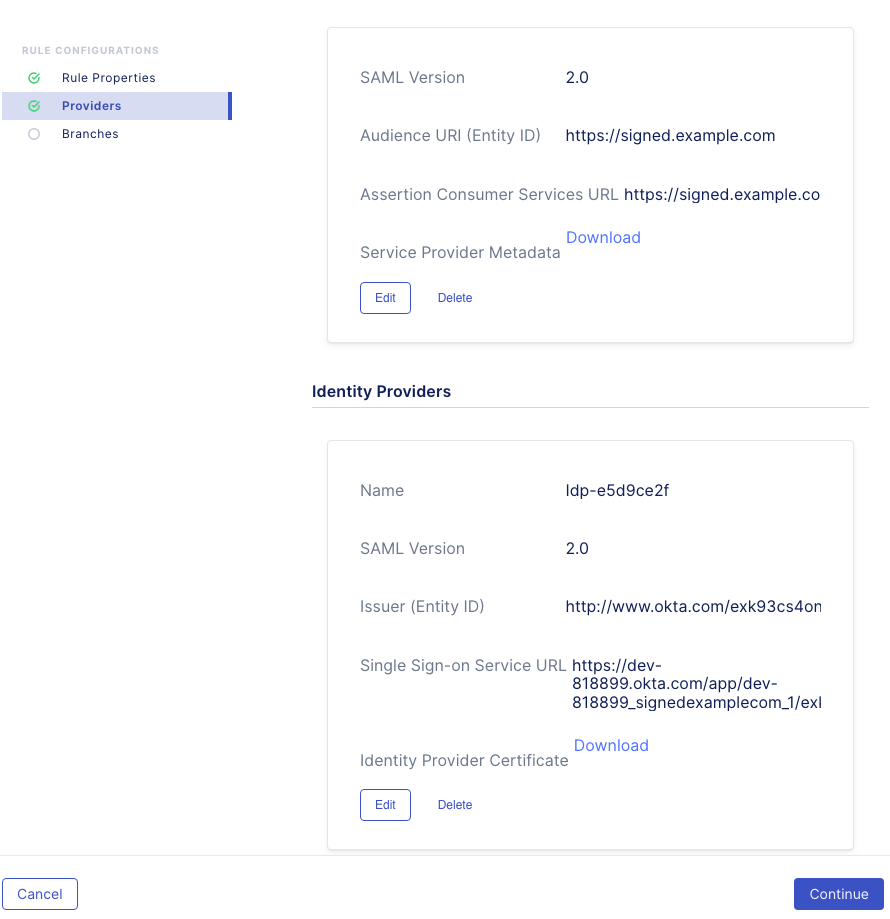 RULE CONFIGURATIONS
Rule Properties
Providers
Branches
SAML Version 2.0
Audience URI (Entity ID) https://signed.example.com
Assertion Consumer Services URL https://signed.example.co
Download
Service Provider Metadata
Edit Delete
Identity Providers
Name Idp-e5d9ce2f
SAML Version 2.0
Issuer (Entity ID) http://www.okta.com/exk93cs4on
Single Sign-on Service URL https://dev-
818899.okta.com/app/dev-
818899_signedexamplecom_1/exl
Download
Identity Provider Certificate
Edit Delete
Cancel Continue